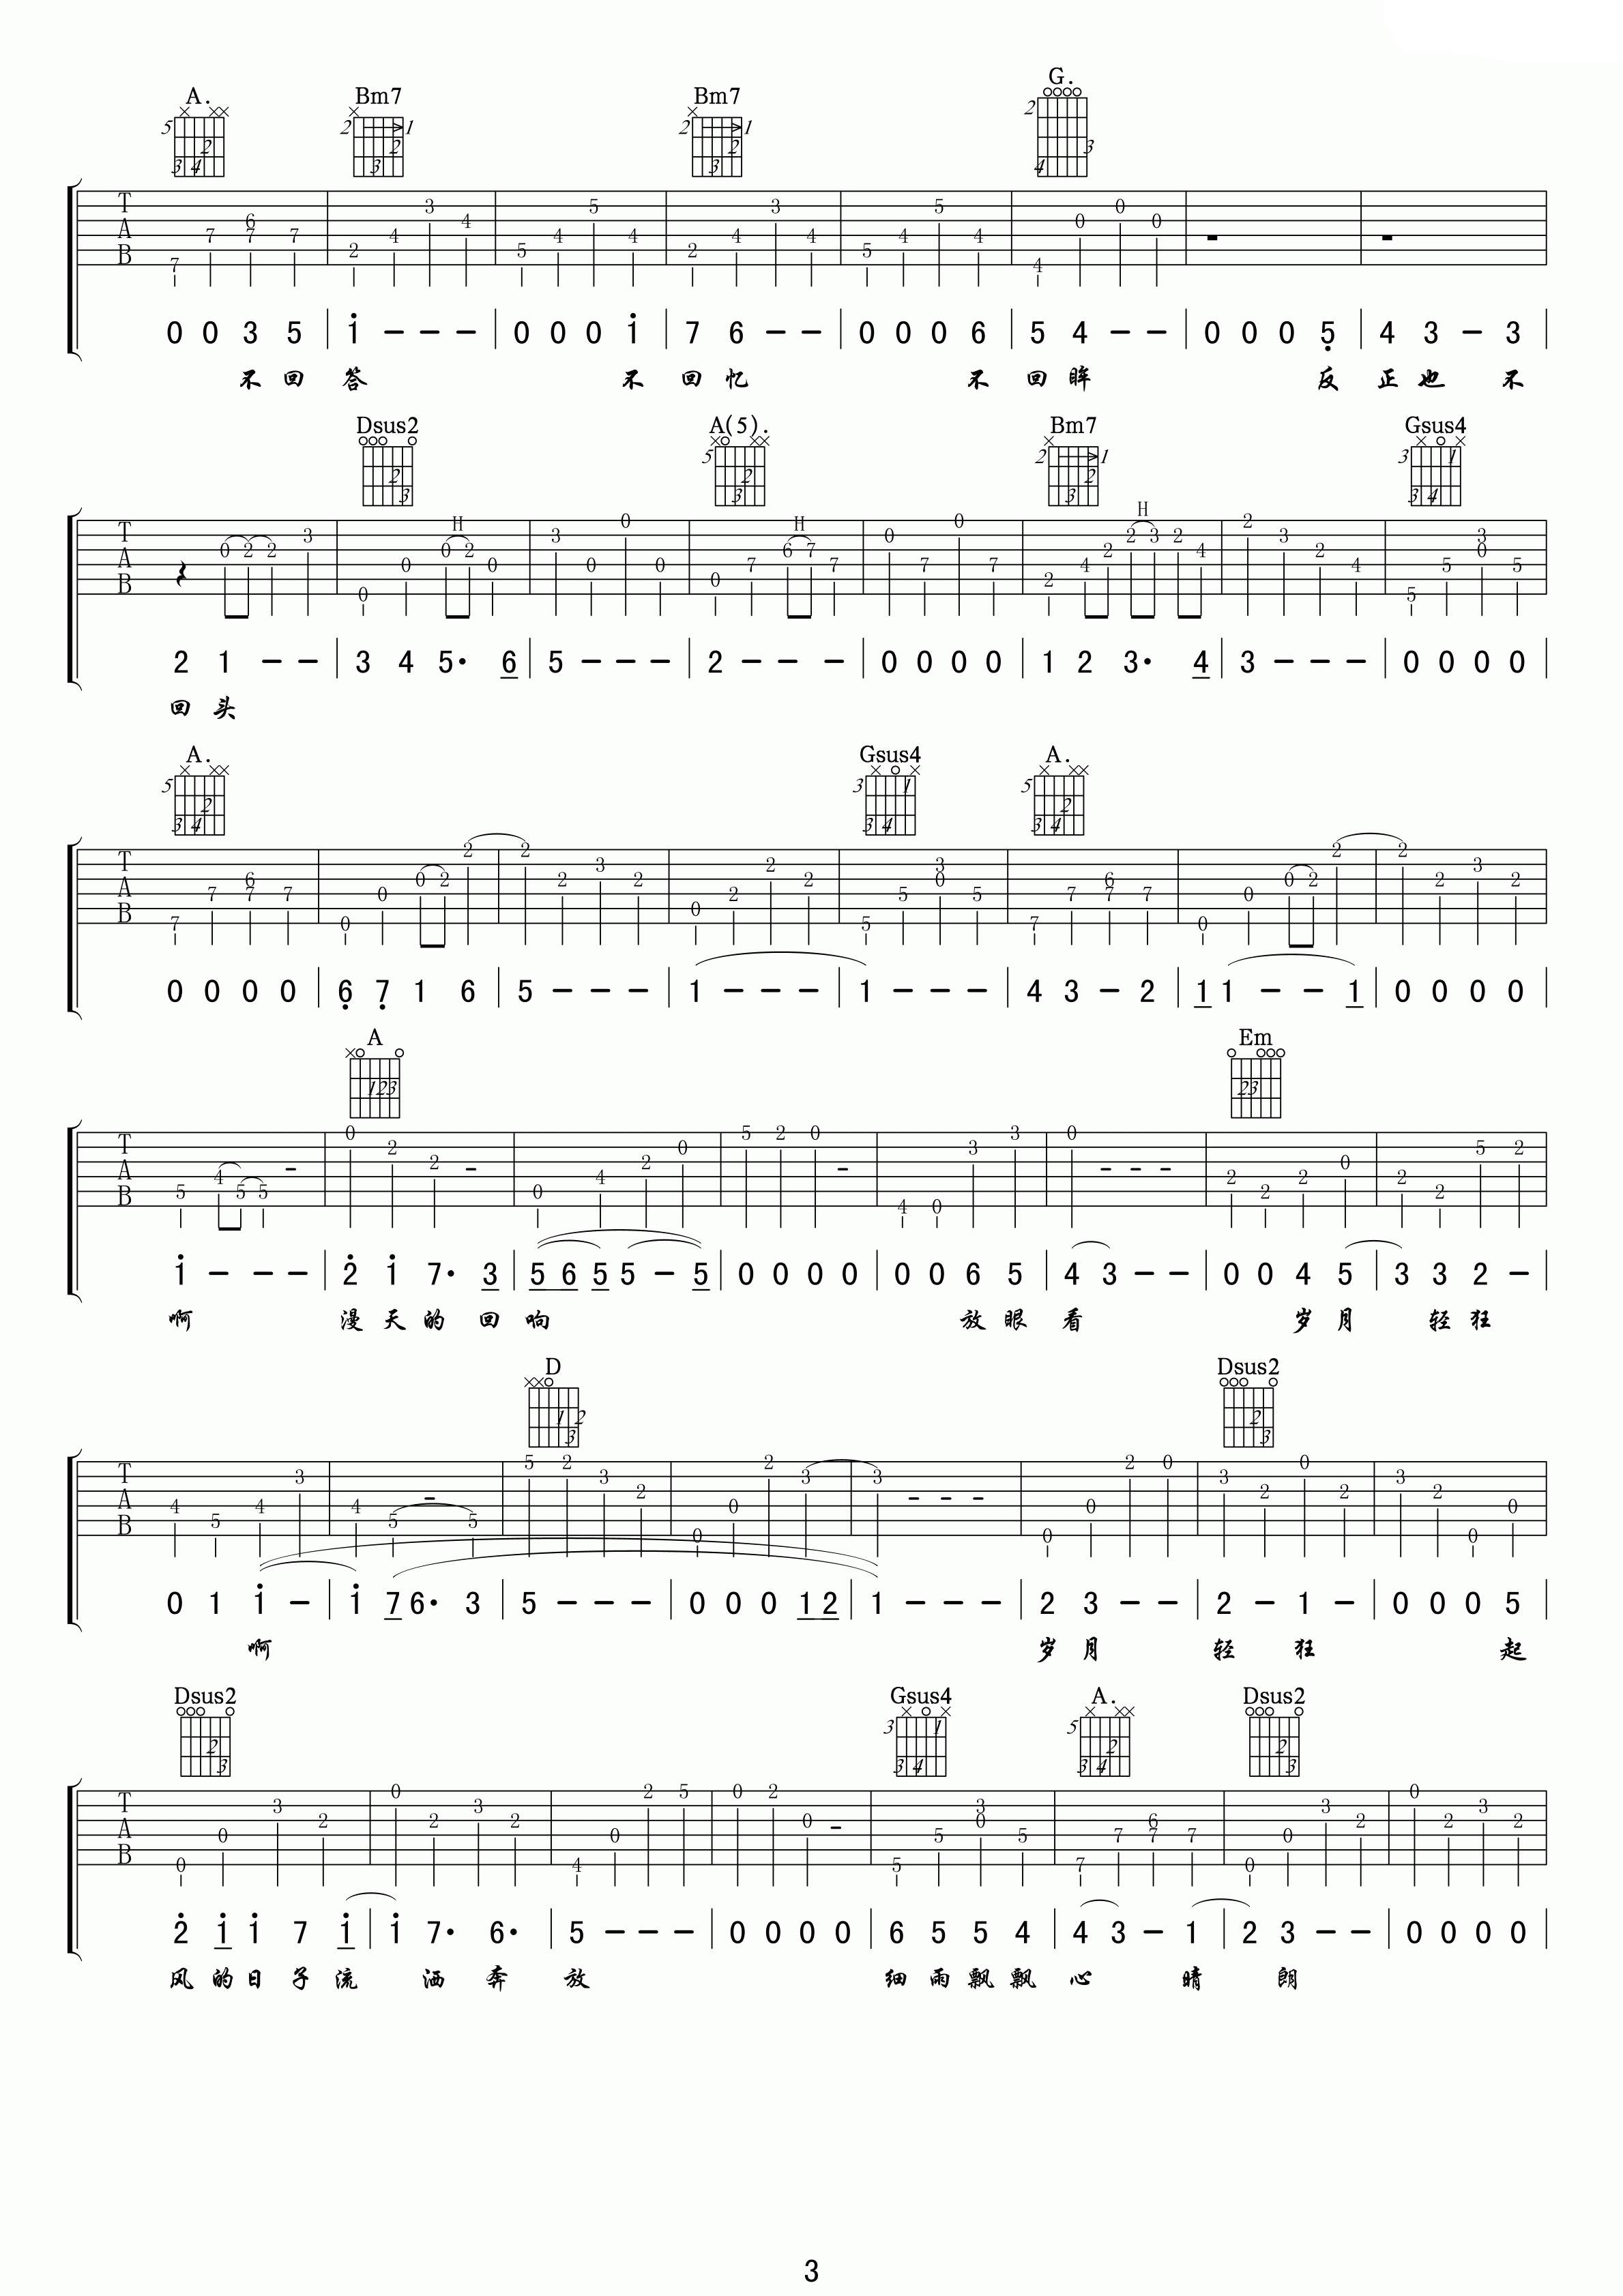 A. Bm7 Bm7 G.
0 0 3 5 | 1 - - - | 0 0 0 1 | 7 6 - - | 0 0 0 6 | 5 4 - - | 0 0 0 5 | 4 3 - 3 |
不 回 答 不 回 忆 不 回 眸 反 正 也 不
Dsus2 A(5). Bm7 Gsus4
2 1 - - | 3 4 5· 6 | 5 - - - | 2 - - - | 0 0 0 0 | 1 2 3· 4 | 3 - - - | 0 0 0 0 |
回 头
A. Gsus4 A.
0 0 0 0 | 6 7 1 6 | 5 - - - | 1 - - - | 1 - - - | 4 3 - 2 | 1 1 - - 1 | 0 0 0 0 |
A Em
1 - - - | 2 1 7· 3 | 5 6 5 5 - 5 | 0 0 0 0 | 0 0 6 5 | 4 3 - - | 0 0 4 5 | 3 3 2 - |
啊 漫 天 的 回 响 放 眼 看 岁 月 轻 狂
D Dsus2
0 1 1 - | 1 7 6· 3 | 5 - - - | 0 0 0 1 2 | 1 - - - | 2 3 - - | 2 - 1 - | 0 0 0 5 |
啊 岁 月 轻 狂 起
Dsus2 Gsus4 A. Dsus2
2 1 1 7 1 | 1 7· 6· | 5 - - - | 0 0 0 0 | 6 5 5 4 | 4 3 - 1 | 2 3 - - | 0 0 0 0 |
风 的 日 子 流 洒 奔 放 细 雨 飘 飘 心 晴 朗
3